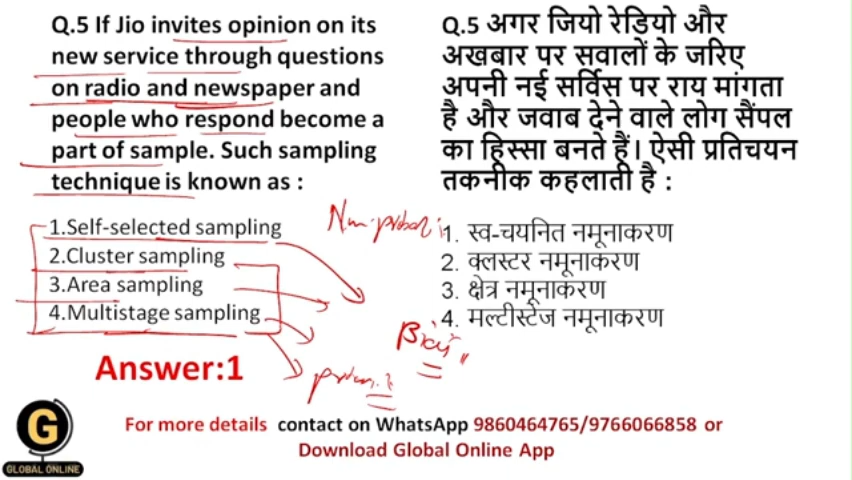 Q.5 If Jio invites opinion on its
new service through questions
on radio and newspaper and
people who respond become a
part of sample. Such sampling
technique is known as :
1.Self-selected sampling
2.Cluster sampling
3.Area sampling
4.Multistage sampling
Answer:1
Q.5 अगर जियो रेडियो और
अखबार पर सवालों के जरिए
अपनी नई सर्विस पर राय मांगता
है और जवाब देने वाले लोग सैंपल
का हिस्सा बनते हैं। ऐसी प्रतिचयन
तकनीक कहलाती है :
1. स्व-चयनित नमूनाकरण
2. क्लस्टर नमूनाकरण
3. क्षेत्र नमूनाकरण
4. मल्टीस्टेज नमूनाकरण
G
GLOBAL ONLINE
For more details contact on WhatsApp 9860464765/9766066858 or
Download Global Online App